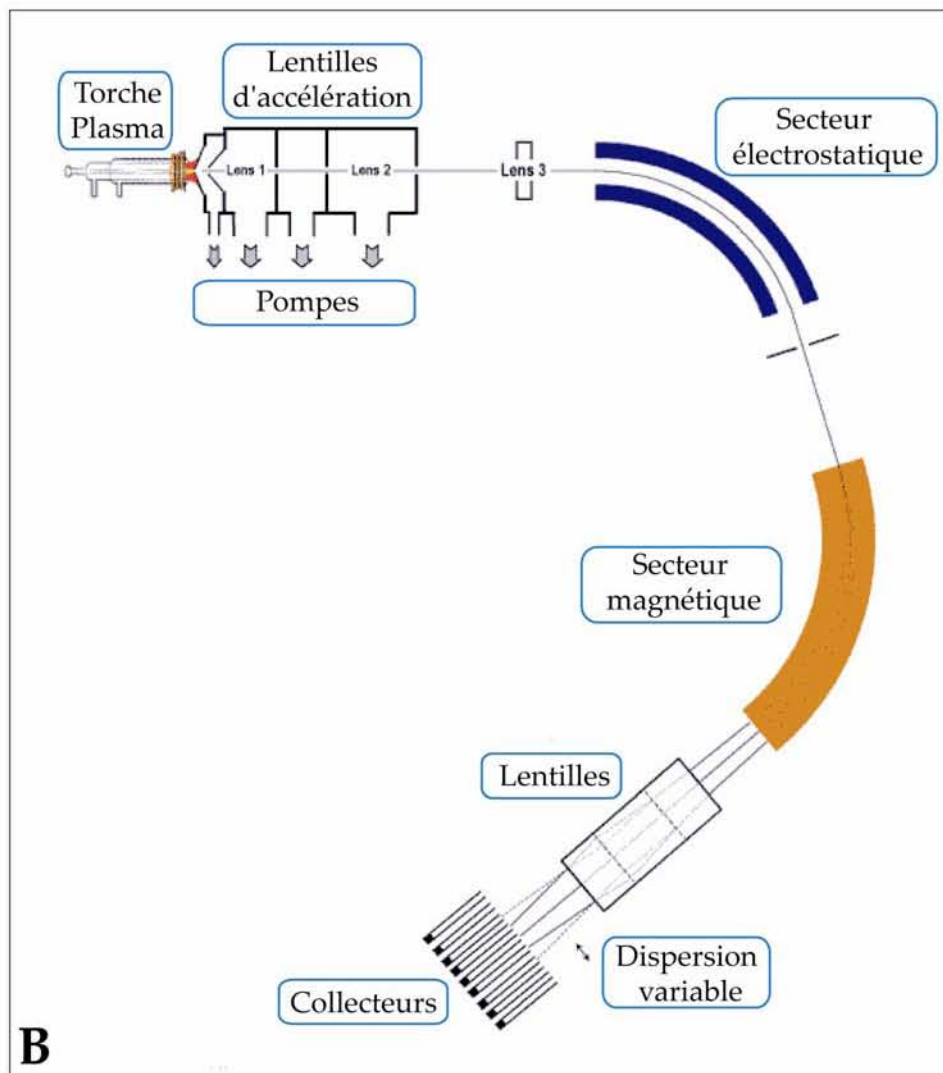 Lentilles
d'accélération
Torche
Plasma
Secteur
électrostatique
Lens 1
Lens 2
Lens 3
Pompes
Secteur
magnétique
Lentilles
Dispersion
variable
Collecteurs
B